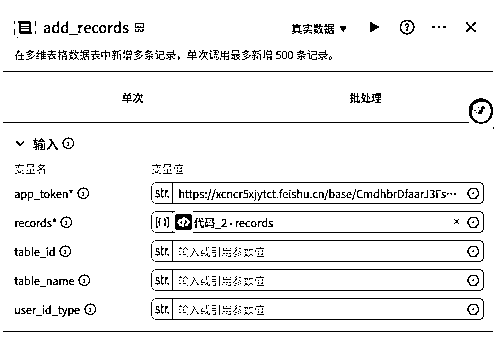 add_records
真实数据
在多维表格数据表中新增多条记录，单次调用最多新增 500 条记录。
单次
批处理
输入
变量名 变量值
app_token* str. https://xcncr5xjytct.feishu.cn/base/CmdhbrDfaarJ3Fs···
records* 代码_2 - records
table_id str. 输入或引用参数值
table_name str. 输入或引用参数值
user_id_type str. 输入或引用参数值